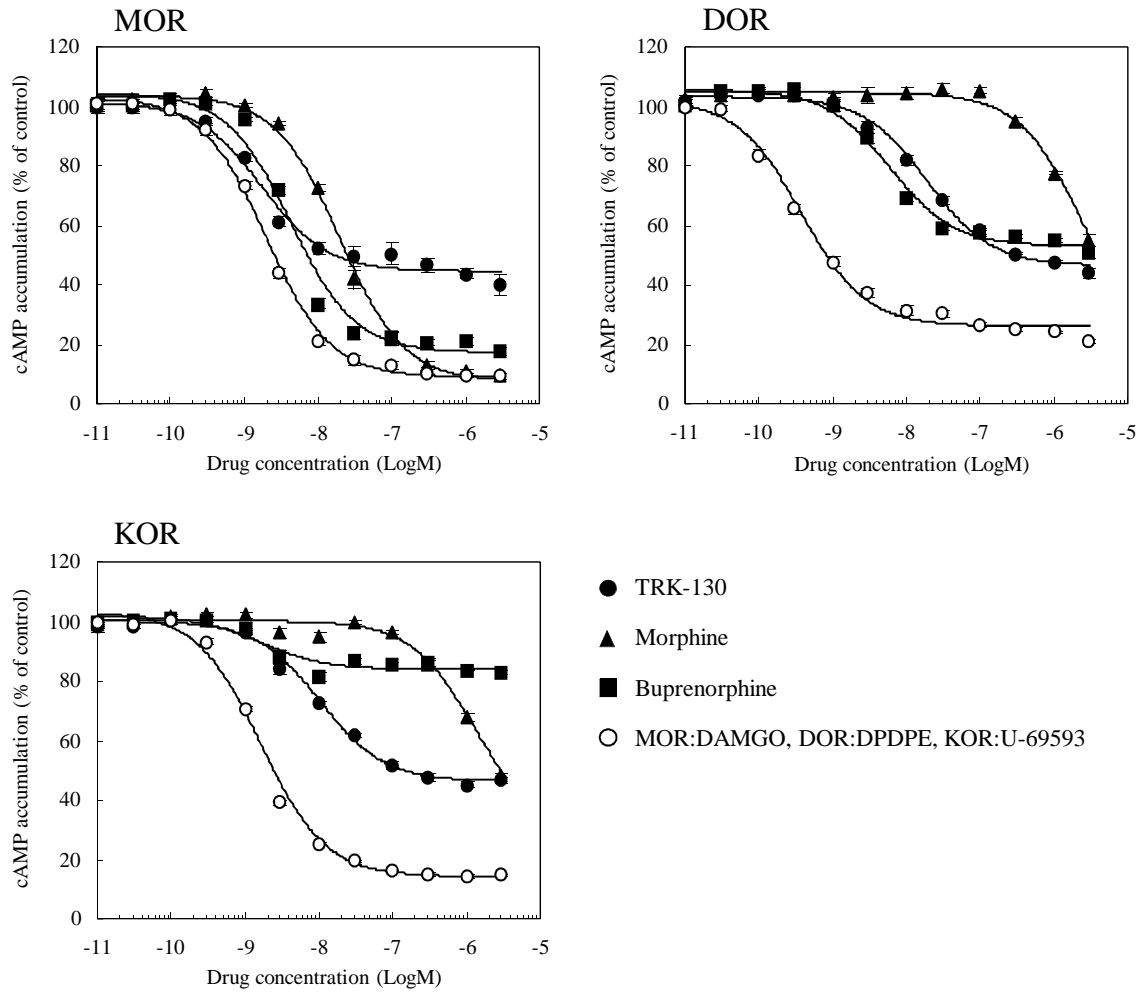 MOR
120
100
80
60
40
20
0
cAMP accumulation (% of control)
-11 -10 -9 -8 -7 -6 -5
Drug concentration (LogM)
DOR
120
100
80
60
40
20
0
cAMP accumulation (% of control)
-11 -10 -9 -8 -7 -6 -5
Drug concentration (LogM)
KOR
120
100
80
60
40
20
0
cAMP accumulation (% of control)
-11 -10 -9 -8 -7 -6 -5
Drug concentration (LogM)
TRK-130
Morphine
Buprenorphine
MOR:DAMGO, DOR:DPDPE, KOR:U-69593